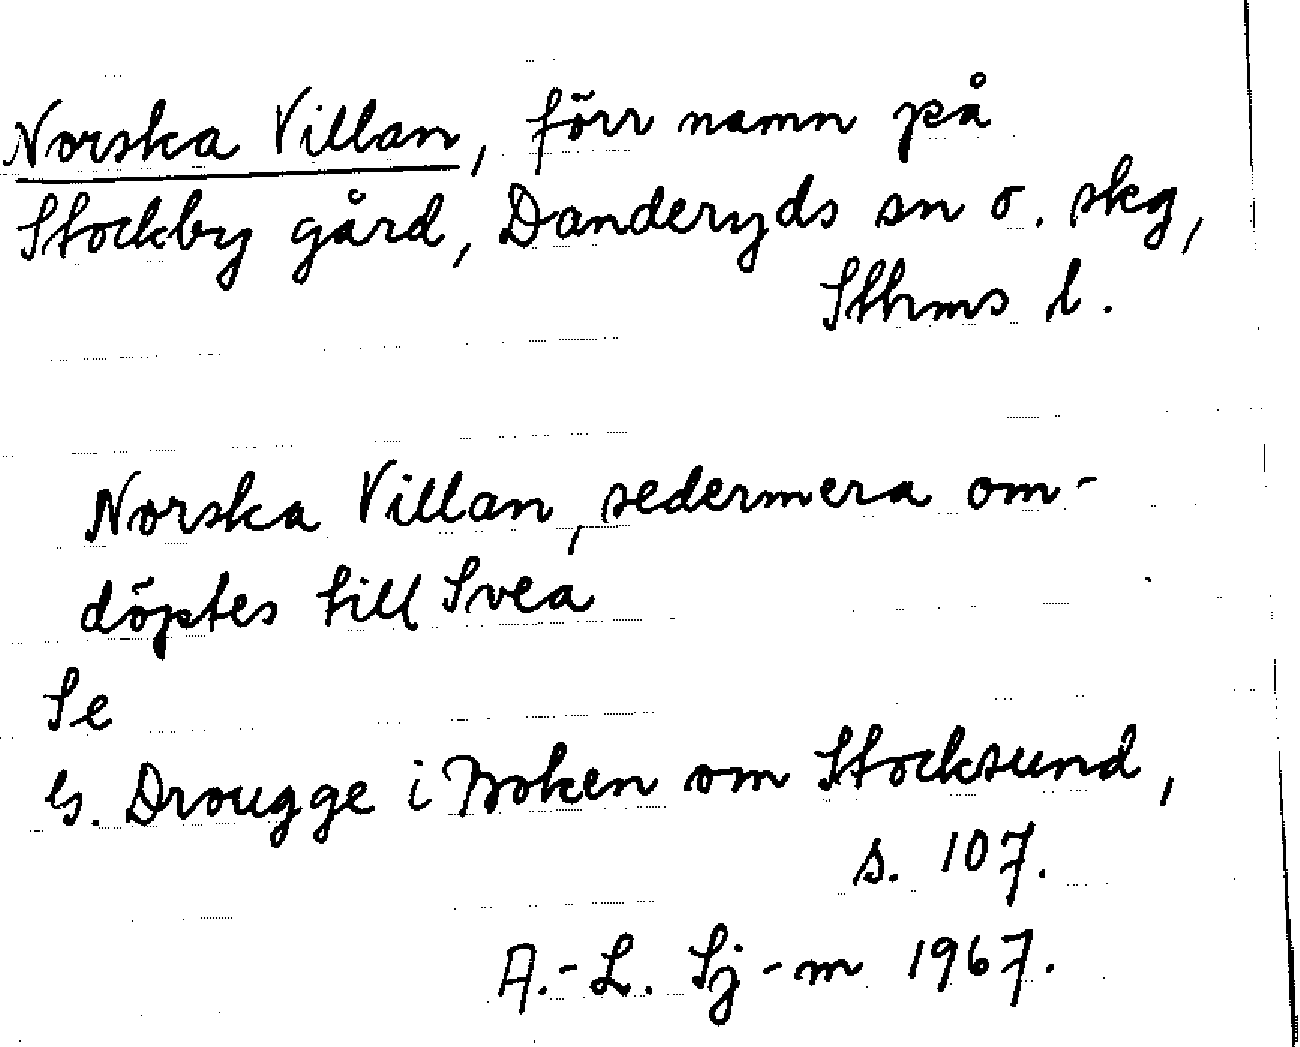 Norska Villan, förr namn på
Stockby gård, Danderyds sn o. skg,
Sthms l.
Norska Villan, sedermera om-
döptes till Svea
Se
G. Drougge i Boken om Stocksund,
s. 107.
A.-L. Sj-m 1967.